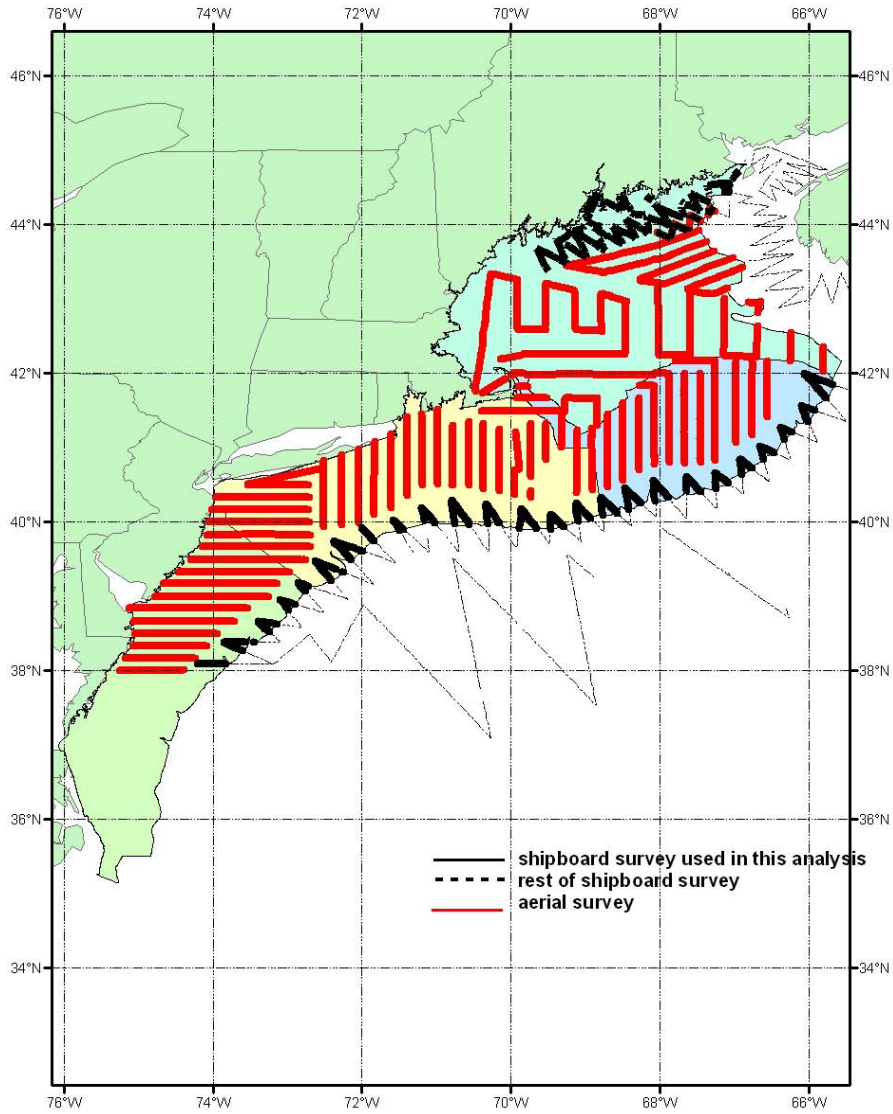 76°W 74°W 72°W 70°W 68°W 66°W
46°N 46°N
44°N 44°N
42°N 42°N
40°N 40°N
38°N 38°N
36°N 36°N
shipboard survey used in this analysis
rest of shipboard survey
aerial survey
34°N 34°N
76°W 74°W 72°W 70°W 68°W 66°W